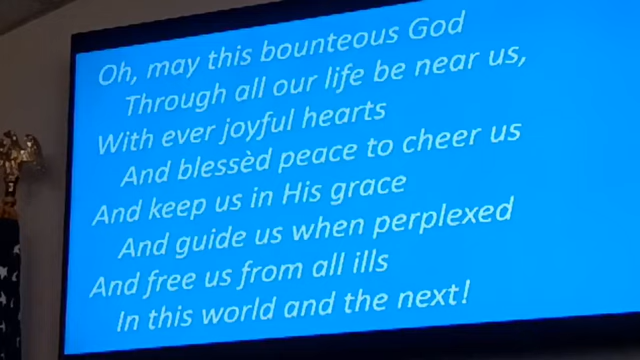 Oh, may this bounteous God
Through all our life be near us,
With ever joyful hearts
And blessèd peace to cheer us
And keep us in His grace
And guide us when perplexed
And free us from all ills
In this world and the next!